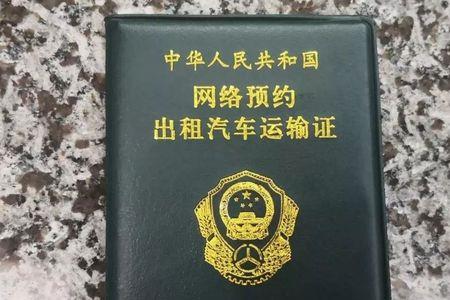 中华人民共和国
网络预约
出租汽车运输证